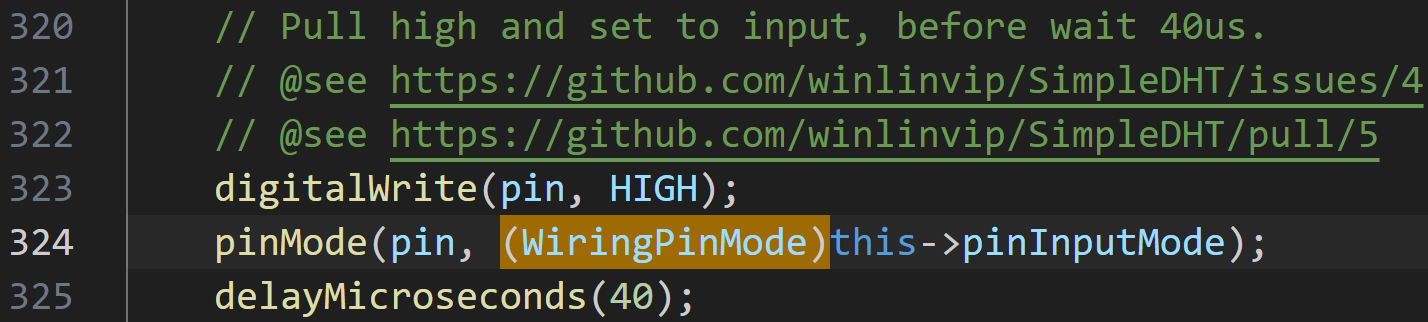 320 // Pull high and set to input, before wait 40us.
321 // @see https://github.com/winlinvip/SimpleDHT/issues/4
322 // @see https://github.com/winlinvip/SimpleDHT/pull/5
323 digitalWrite(pin, HIGH);
324 pinMode(pin, (WiringPinMode)this->pinInputMode);
325 delayMicroseconds(40);